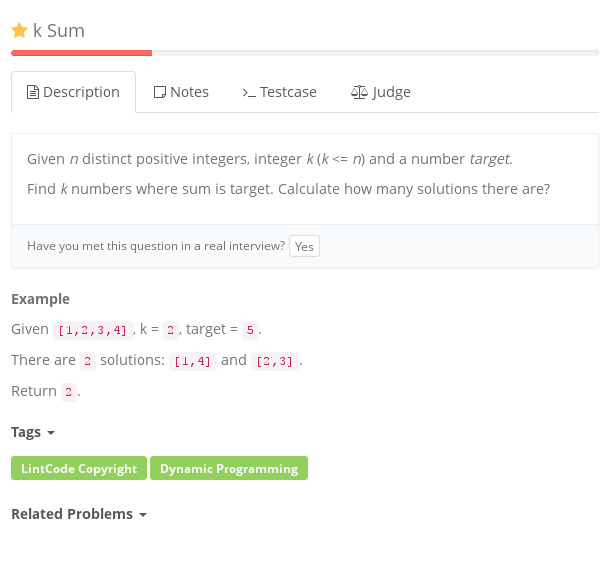 k Sum
Description Notes Testcase Judge
Given n distinct positive integers, integer k (k <= n) and a number target.
Find k numbers where sum is target. Calculate how many solutions there are?
Have you met this question in a real interview? Yes
Example
Given [1,2,3,4], k = 2, target = 5.
There are 2 solutions: [1,4] and [2,3].
Return 2.
Tags
LintCode Copyright Dynamic Programming
Related Problems